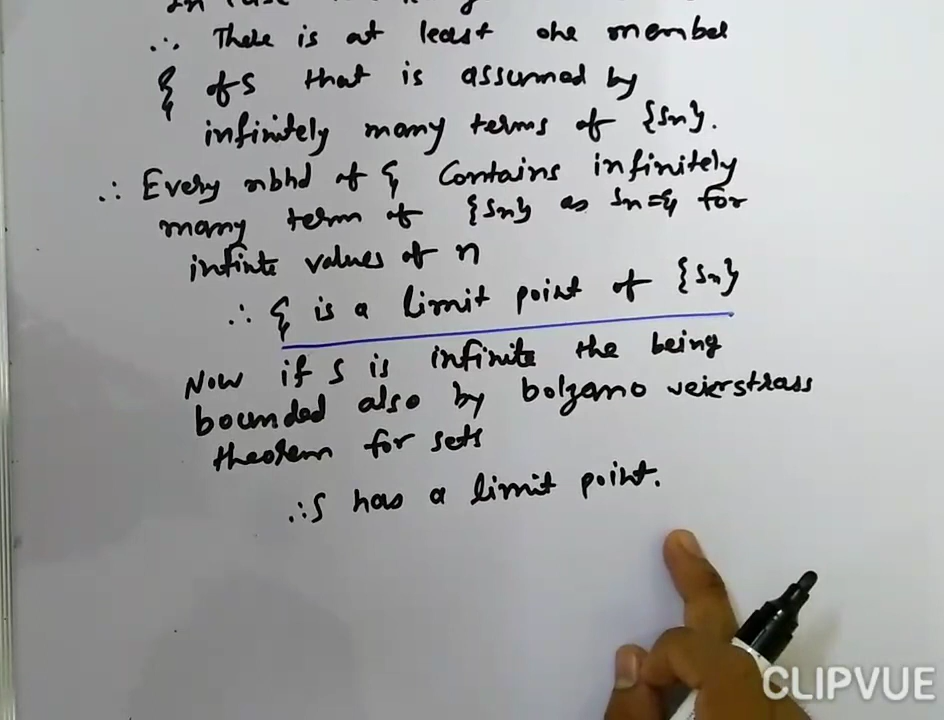 ∴ There is at least one member
ξ of S that is assumed by
infinitely many terms of {Sn}.
∴ Every nbhd of ξ Contains infinitely
many term of {Sn} as Sn=ξ for
infinite values of n
∴ ξ is a limit point of {Sn}
Now if S is infinite the being
bounded also by bolzano veierstrass
theorem for sets
∴ S has a limit point.
CLIPVUE